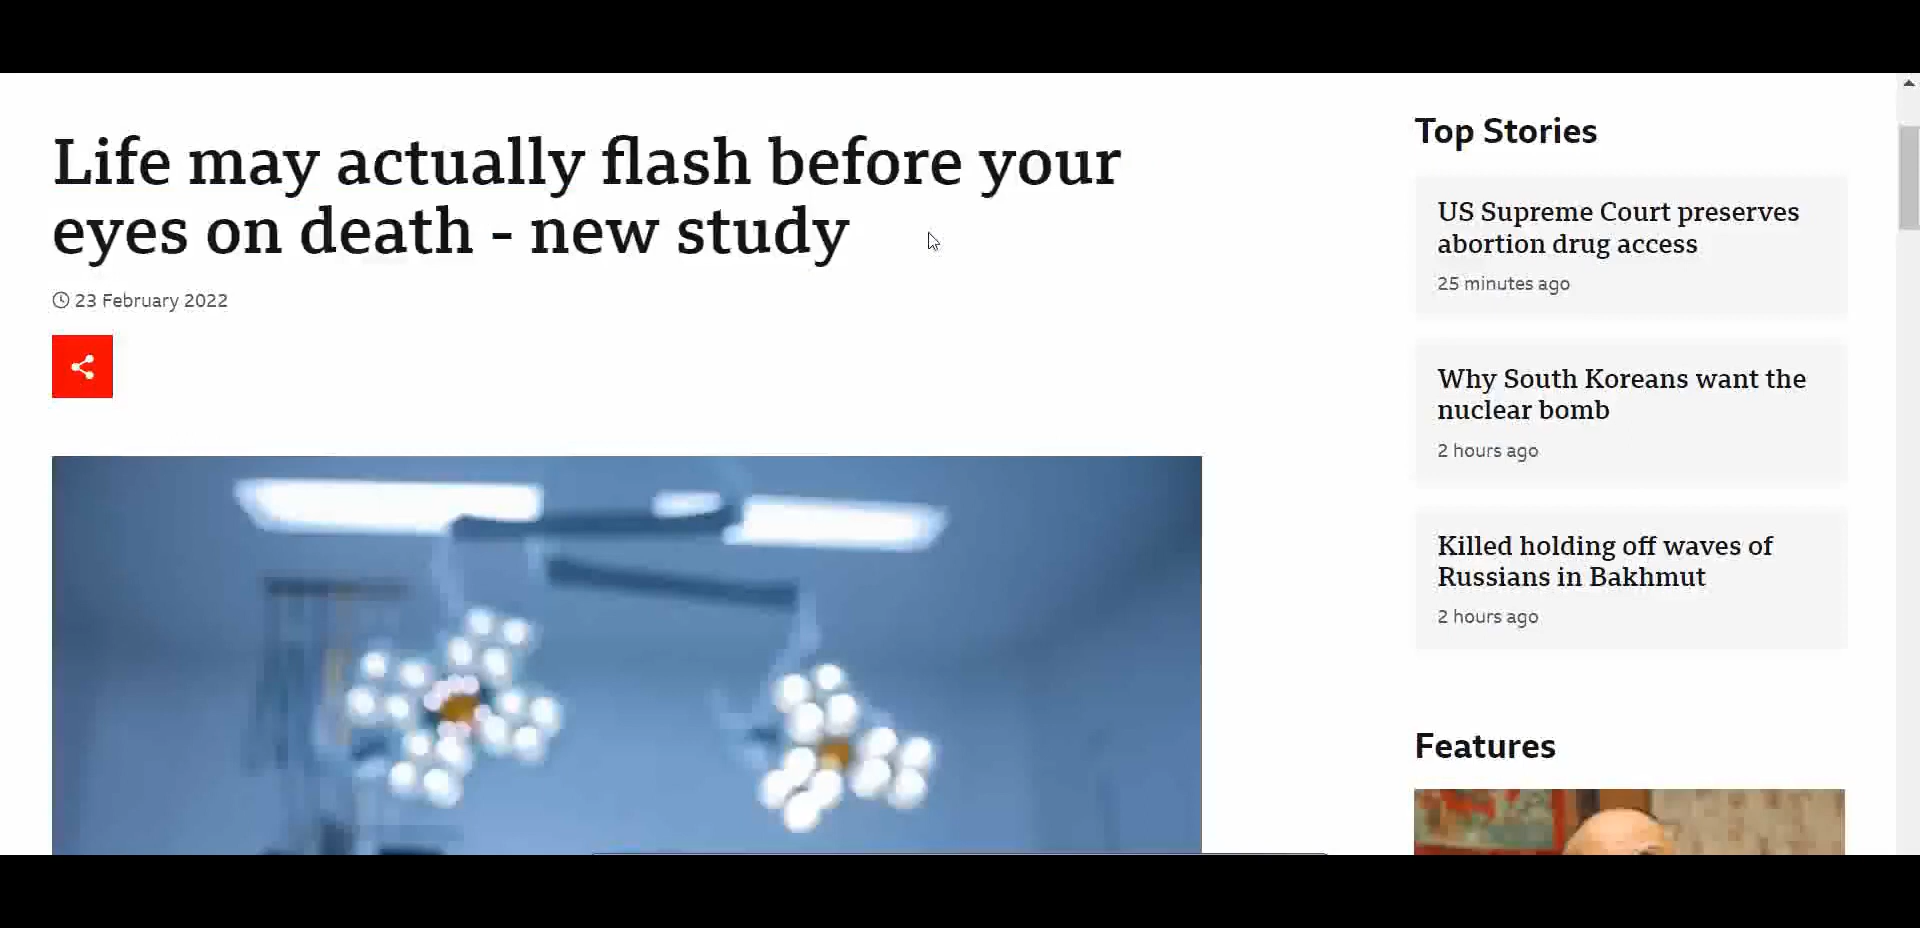 Life may actually flash before your
eyes on death - new study
23 February 2022
Top Stories
US Supreme Court preserves
abortion drug access
25 minutes ago
Why South Koreans want the
nuclear bomb
2 hours ago
Killed holding off waves of
Russians in Bakhmut
2 hours ago
Features